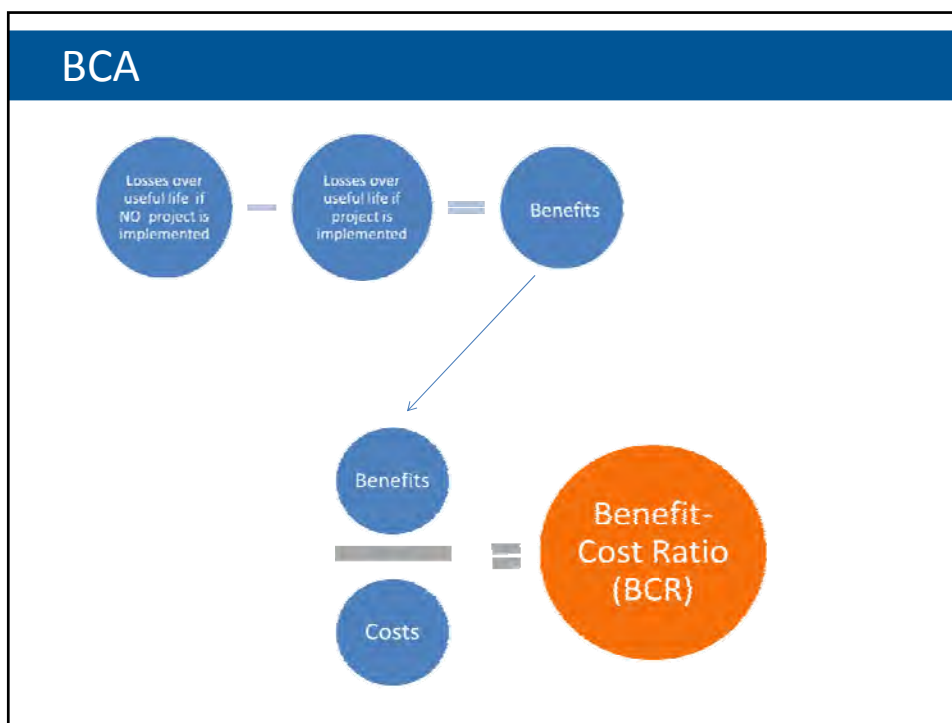 BCA
Losses over
useful life if
NO project is
implemented
Losses over
useful life if
project is
implemented
Benefits
Benefits
Costs
Benefit-
Cost Ratio
(BCR)